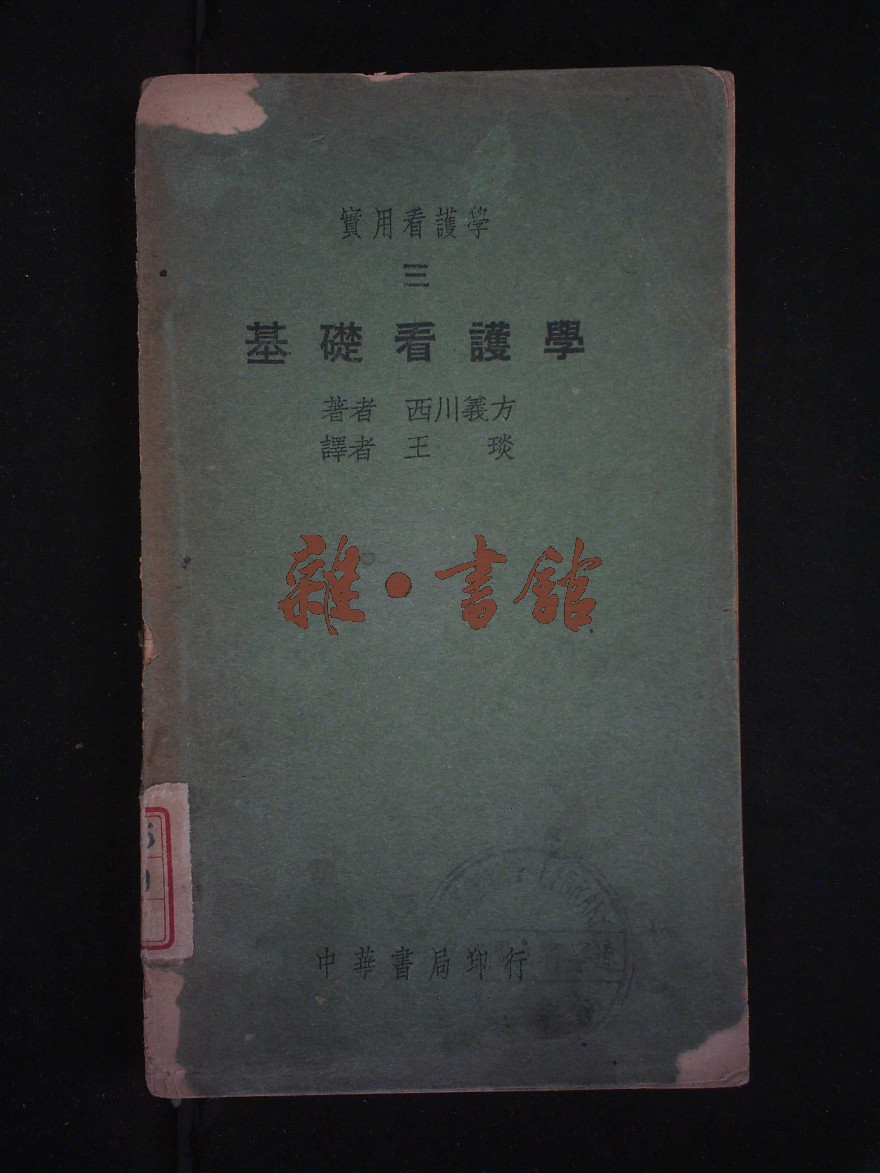 實用看護學
三
基礎看護學
著者 西川義方
譯者 王 琰
雜·書館
中華書局印行